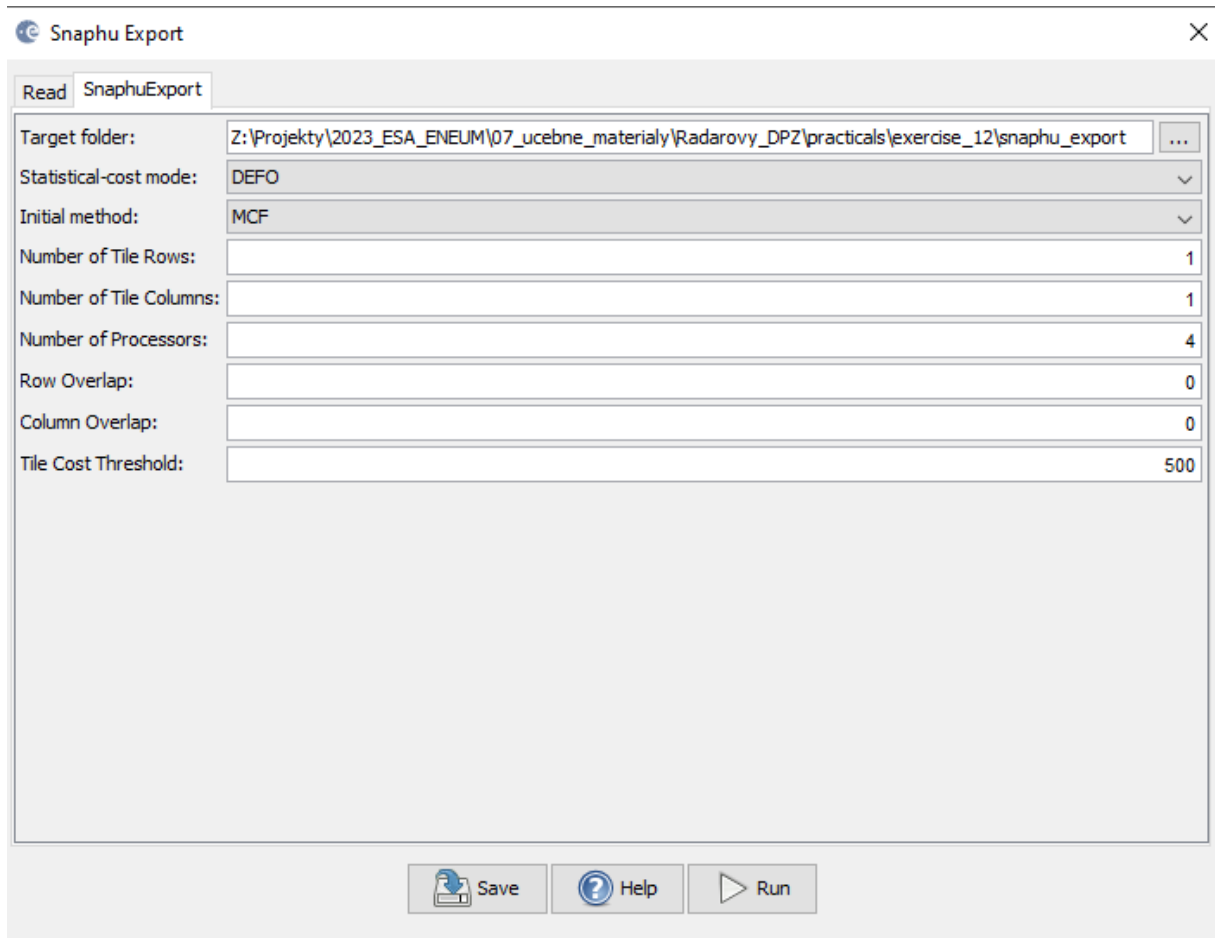 Snaphu Export
Read SnaphuExport
Target folder: Z:\Projekty\2023_ESA_ENEUM\07_ucebne_materialy\Radarovy_DPZ\practicals\exercise_12\snaphu_export ...
Statistical-cost mode: DEFO
Initial method: MCF
Number of Tile Rows: 1
Number of Tile Columns: 1
Number of Processors: 4
Row Overlap: 0
Column Overlap: 0
Tile Cost Threshold: 500
Save Help Run